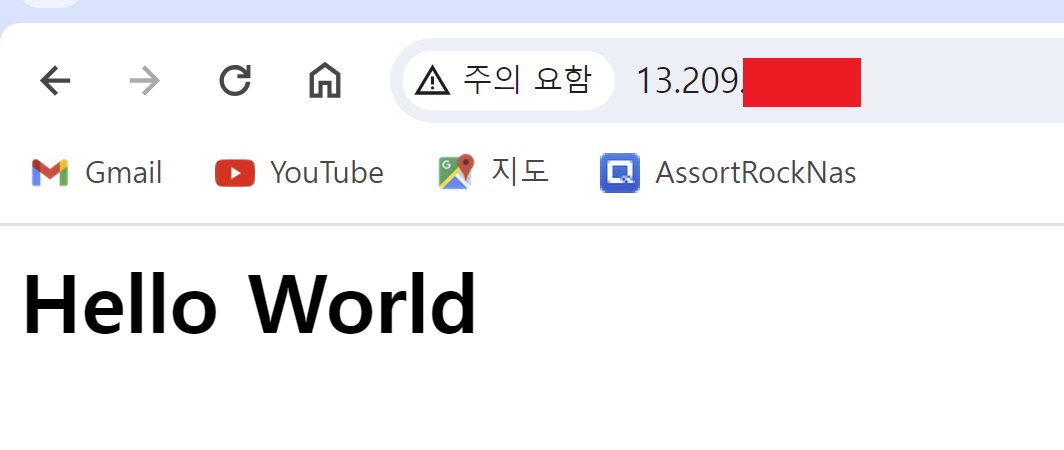 주의 요함 13.209.
Gmail YouTube 지도 AssortRockNas
Hello World